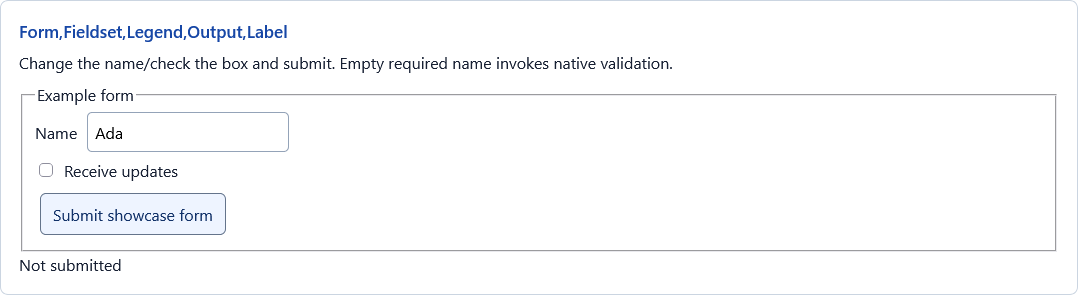 Form,Fieldset,Legend,Output,Label
Change the name/check the box and submit. Empty required name invokes native validation.
Example form
Name Ada
Receive updates
Submit showcase form
Not submitted